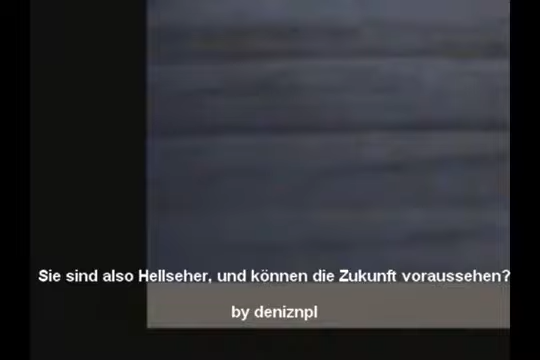 Sie sind also Hellseher, und können die Zukunft voraussehen?
by deniznpl